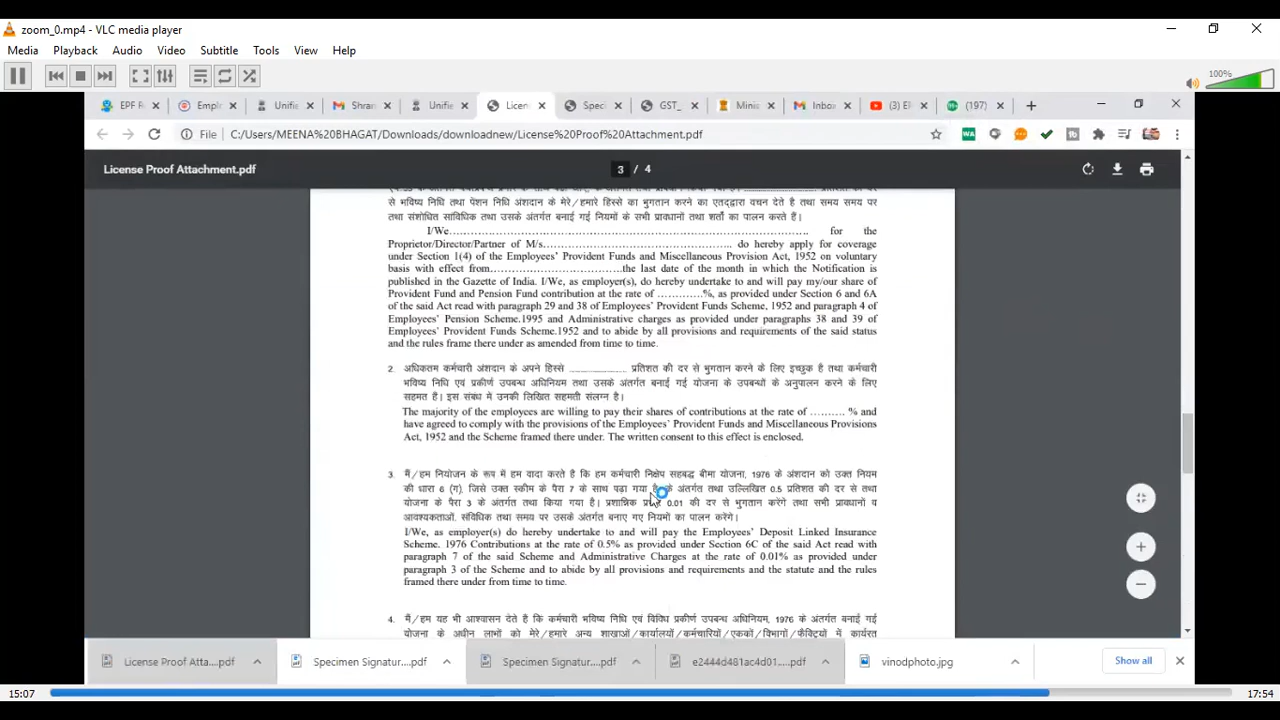 zoom_0.mp4 - VLC media player
Media Playback Audio Video Subtitle Tools View Help
100%
EPF R Emplo Unifie Shran Unifie Licen Speci GST_ Minis Inbox (3) El (197)
File C:/Users/MEENA%20BHAGAT/Downloads/downloadnew/License%20Proof%20Attachment.pdf
License Proof Attachment.pdf 3 / 4
से भविष्य निधि तथा पेंशन निधि अंशदान के मेरे/हमारे हिस्से का भुगतान करने का एतद्द्वारा वचन देते है तथा समय समय पर
तथा संशोधित सांविधिक तथा उसके अंतर्गत बनाई गई नियमों के सभी प्रावधानों तथा शर्तों का पालन करते हैं।
I/We……………………………………………………………………… for the
Proprietor/Director/Partner of M/s……………………………………….. do hereby apply for coverage
under Section 1(4) of the Employees' Provident Funds and Miscellaneous Provision Act, 1952 on voluntary
basis with effect from……………………………the last date of the month in which the Notification is
published in the Gazette of India. I/We, as employer(s), do hereby undertake to and will pay my/our share of
Provident Fund and Pension Fund contribution at the rate of …………%, as provided under Section 6 and 6A
of the said Act read with paragraph 29 and 38 of Employees' Provident Funds Scheme, 1952 and paragraph 4 of
Employees' Pension Scheme.1995 and Administrative charges as provided under paragraphs 38 and 39 of
Employees' Provident Funds Scheme.1952 and to abide by all provisions and requirements of the said status
and the rules frame there under as amended from time to time.
2. अधिकतम कर्मचारी अंशदान के अपने हिस्से ........................ प्रतिशत की दर से भुगतान करने के लिए इच्छुक है तथा कर्मचारी
भविष्य निधि एवं प्रकीर्ण उपबन्ध अधिनियम तथा उसके अंतर्गत बनाई गई योजना के उपबन्धों के अनुपालन करने के लिए
सहमत है। इस संबंध में उनकी लिखित सहमती संलग्न है।
The majority of the employees are willing to pay their shares of contributions at the rate of ………. % and
have agreed to comply with the provisions of the Employees' Provident Funds and Miscellaneous Provisions
Act, 1952 and the Scheme framed there under. The written consent to this effect is enclosed.
3. मैं/हम नियोजन के रूप में हम वादा करते है कि हम कर्मचारी निक्षेप सहबद्ध बीमा योजना, 1976 के अंशदान को उक्त नियम
की धारा 6 (ग), जिसे उक्त स्कीम के पैरा 7 के साथ पढ़ा गया है के अंतर्गत तथा उल्लिखित 0.5 प्रतिशत की दर से तथा
योजना के पैरा 3 के अंतर्गत तथा किया गया है। प्रशान्निक 0.01 की दर से भुगतान करेंगे तथा सभी प्रावधानों व
आवश्यकताओं, संविधिक तथा समय पर उसके अंतर्गत बनाए गए नियमों का पालन करेंगे।
I/We, as employer(s) do hereby undertake to and will pay the Employees' Deposit Linked Insurance
Scheme, 1976 Contributions at the rate of 0.5% as provided under Section 6C of the said Act read with
paragraph 7 of the said Scheme and Administrative Charges at the rate of 0.01% as provided under
paragraph 3 of the Scheme and to abide by all provisions and requirements and the statute and the rules
framed there under from time to time.
4. मैं/हम यह भी आश्वासन देते है कि कर्मचारी भविष्य निधि एवं विविध प्रकीर्ण उपबन्ध अधिनियम, 1976 के अंतर्गत बनाई गई
योजना के अधीन लाभों को मेरे/हमारे अन्य शाखाओं/कार्यालयों/कर्मचारियों/एककों/विभागों/फैक्ट्रियों में कार्यरत
License Proof Atta....pdf Specimen Signatur....pdf Specimen Signatur....pdf e2444d481ac4d01....pdf vinodphoto.jpg Show all
15:07 17:54